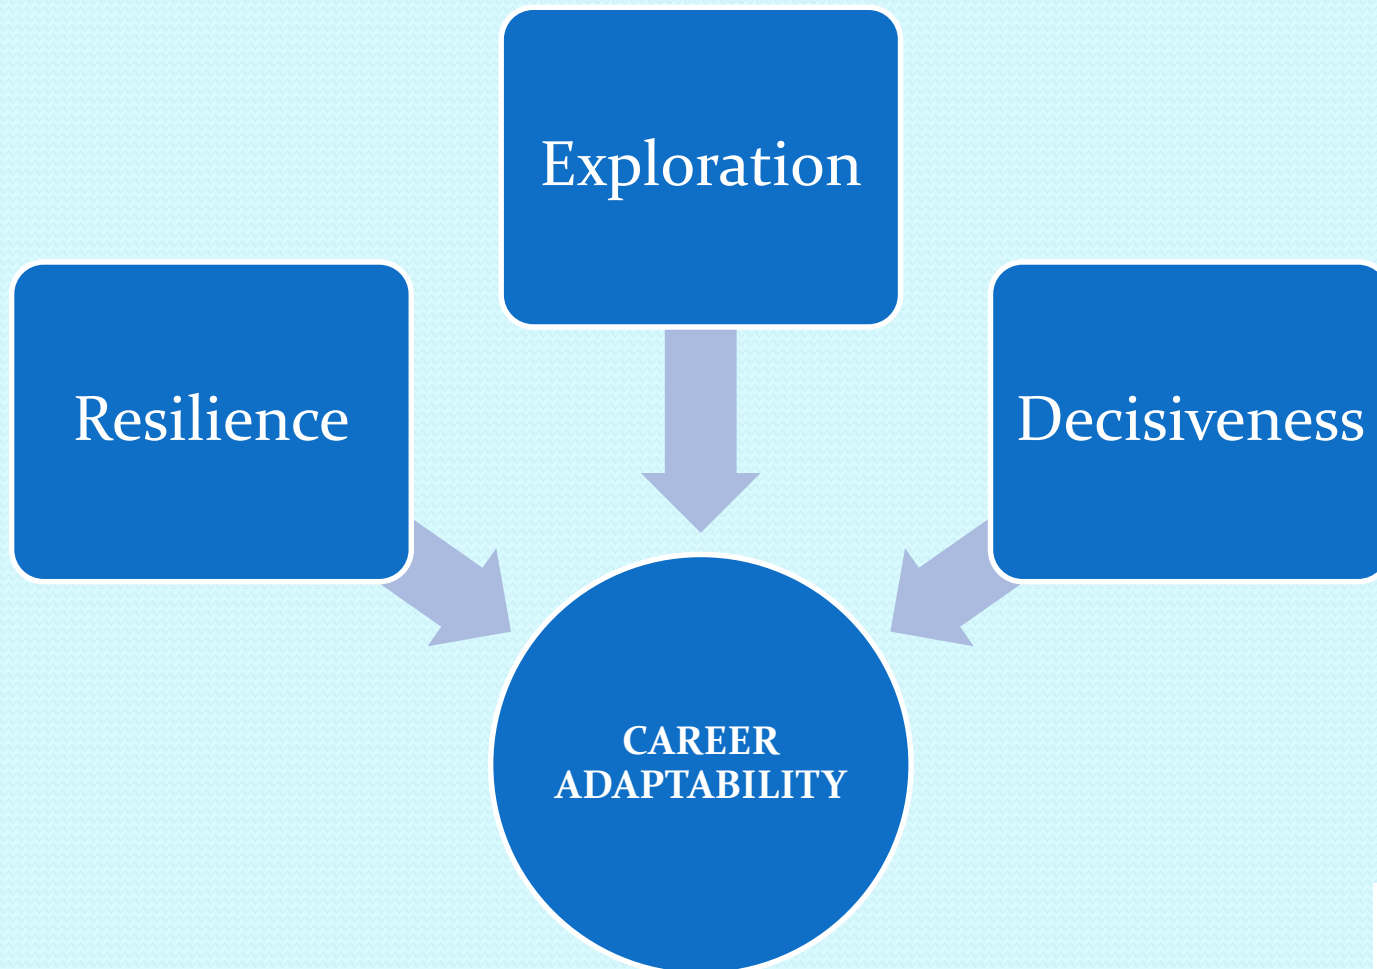 Exploration
Resilience
Decisiveness
CAREER
ADAPTABILITY